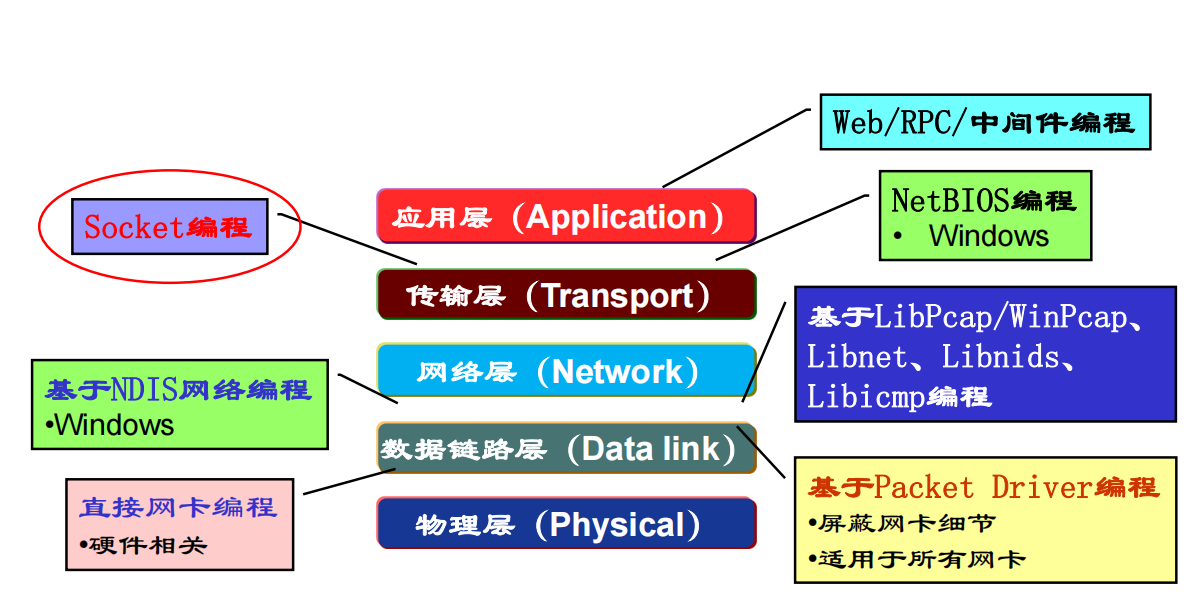 Web/RPC/中间件编程
Socket编程
应用层（Application）
NetBIOS编程
• Windows
传输层（Transport）
基于LibPcap/WinPcap、
Libnet、Libnids、
Libicmp编程
网络层（Network）
基于NDIS网络编程
•Windows
数据链路层（Data link）
直接网卡编程
•硬件相关
基于Packet Driver编程
•屏蔽网卡细节
•适用于所有网卡
物理层（Physical）